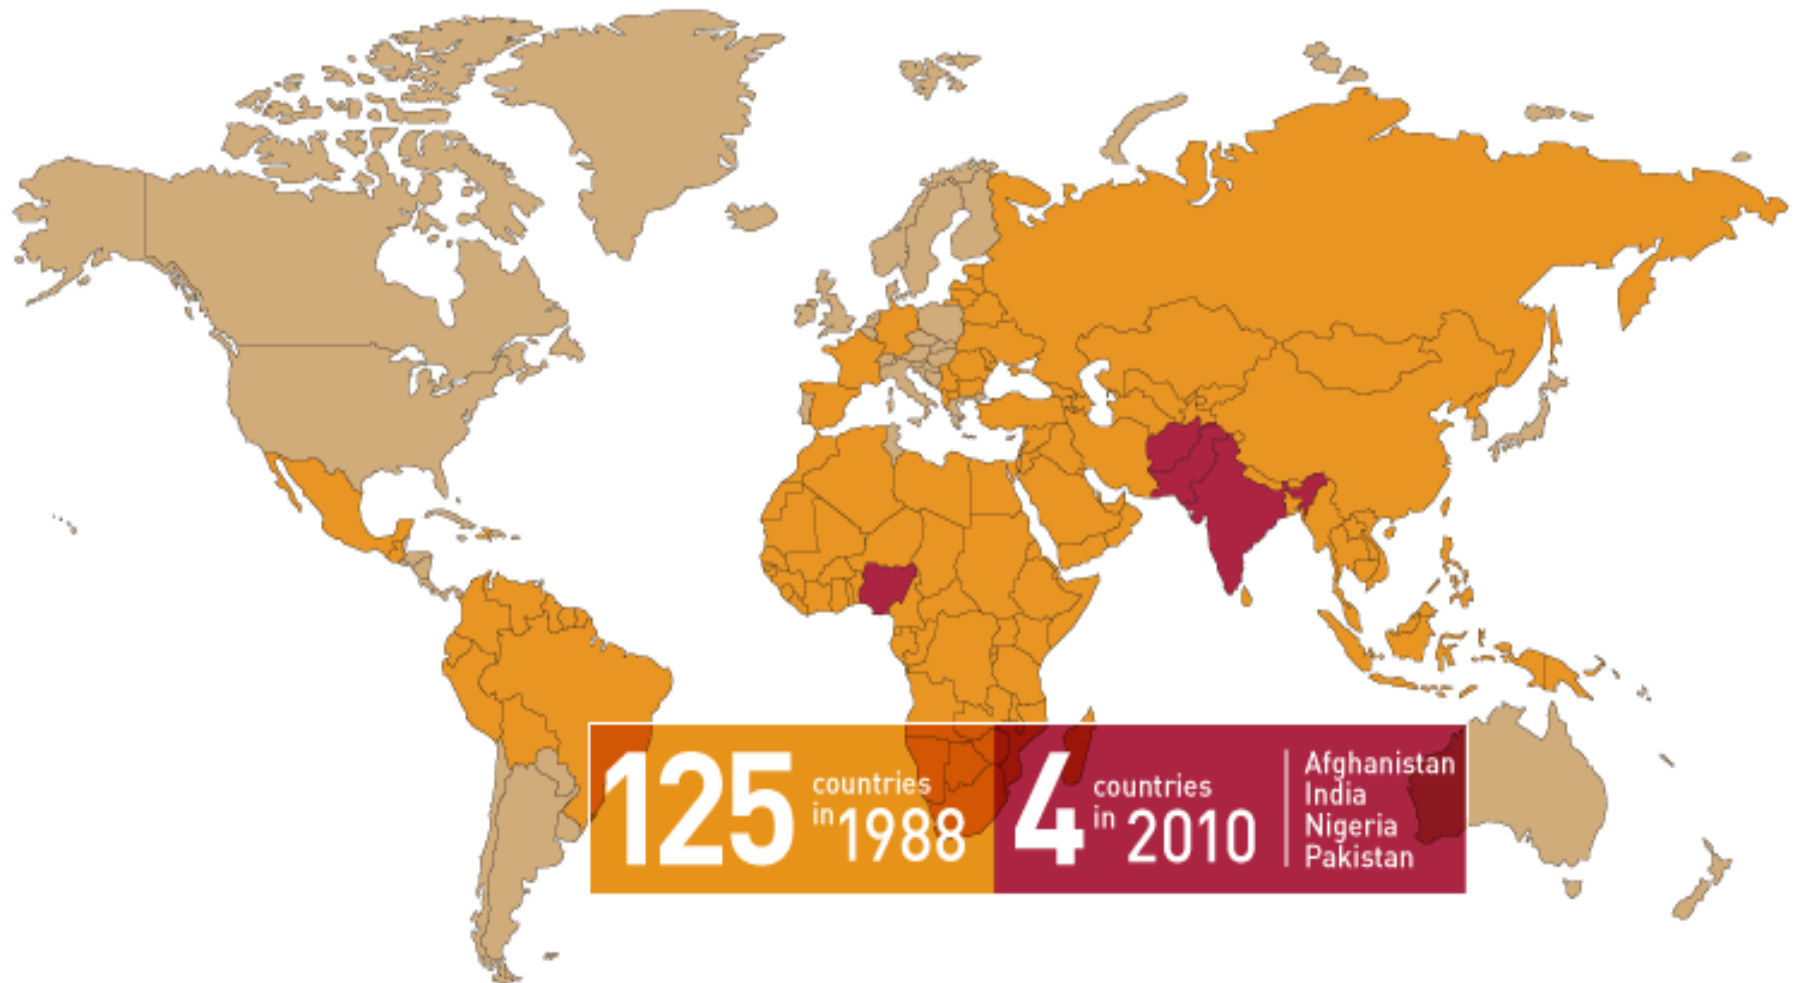 125 countries in 1988
4 countries in 2010
Afghanistan
India
Nigeria
Pakistan